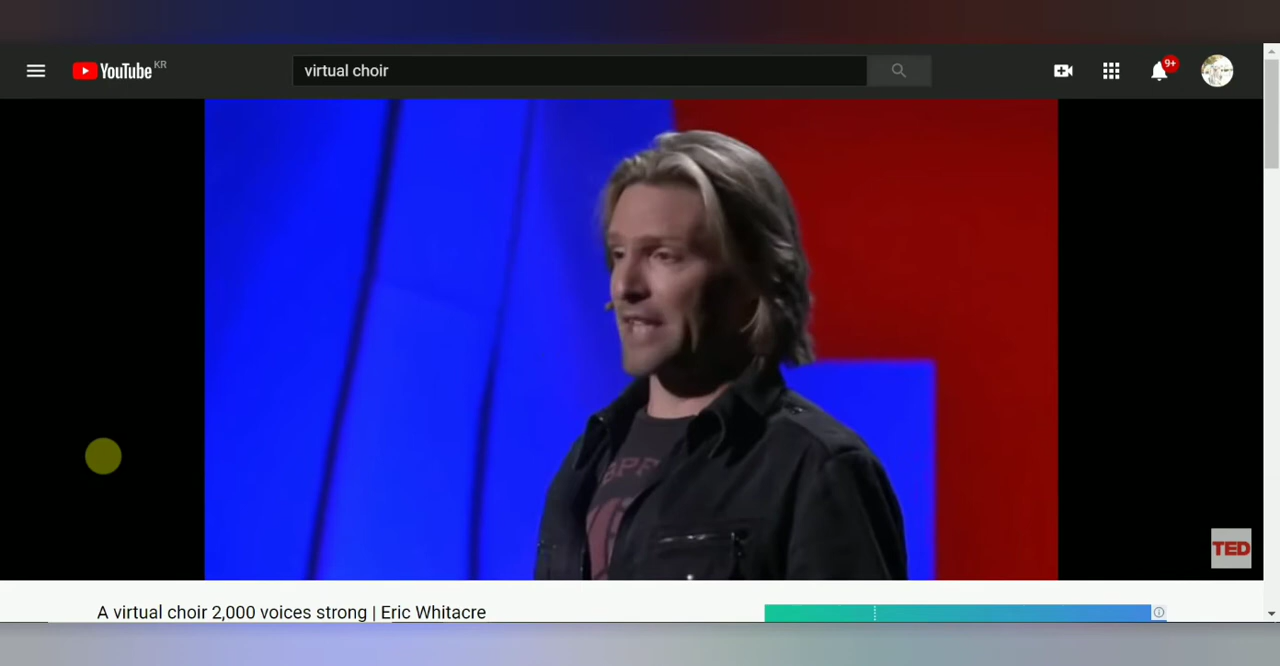 YouTube KR
virtual choir
9+
TED
A virtual choir 2,000 voices strong | Eric Whitacre